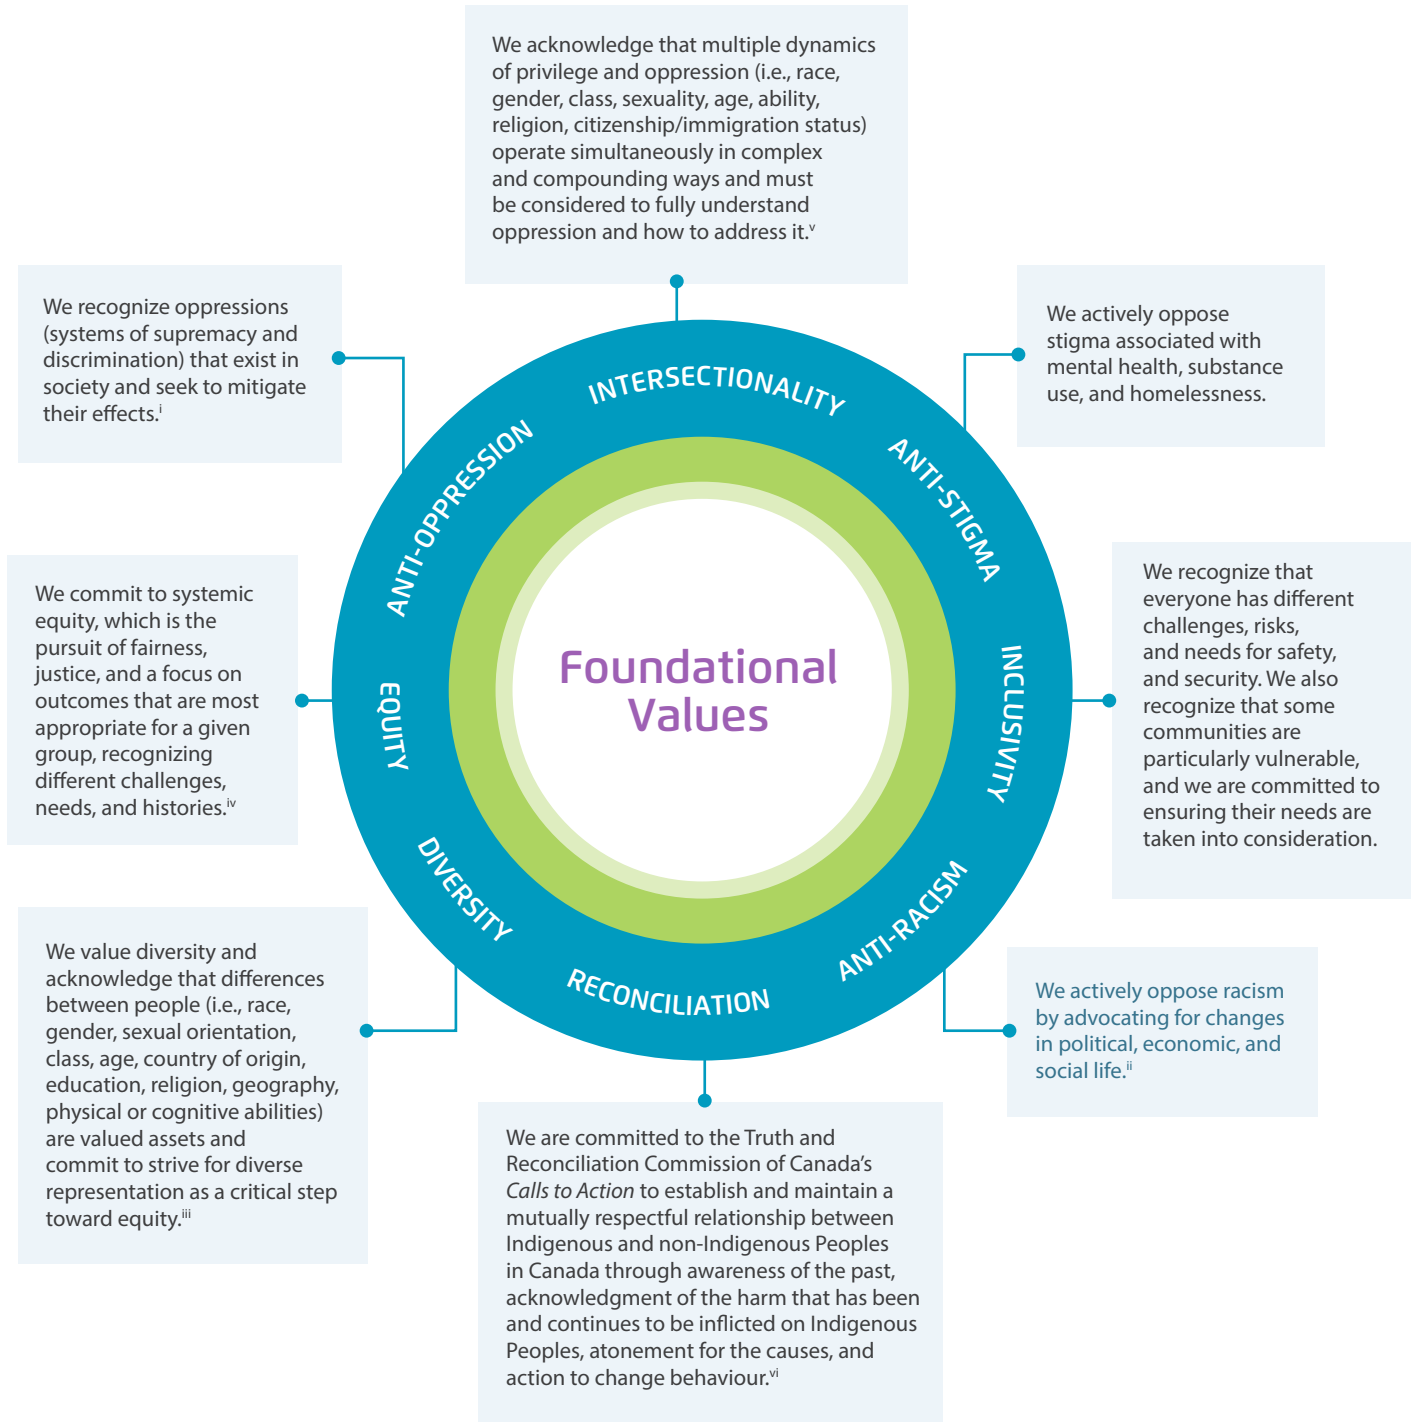 We acknowledge that multiple dynamics
of privilege and oppression (i.e., race,
gender, class, sexuality, age, ability,
religion, citizenship/immigration status)
operate simultaneously in complex
and compounding ways and must
be considered to fully understand
oppression and how to address it.v
We recognize oppressions
(systems of supremacy and
discrimination) that exist in
society and seek to mitigate
their effects.i
We actively oppose
stigma associated with
mental health, substance
use, and homelessness.
INTERSECTIONALITY
ANTI-OPPRESSION
ANTI-STIGMA
We commit to systemic
equity, which is the
pursuit of fairness,
justice, and a focus on
outcomes that are most
appropriate for a given
group, recognizing
different challenges,
needs, and histories.iv
EQUITY
Foundational
Values
INCLUSIVITY
We recognize that
everyone has different
challenges, risks,
and needs for safety,
and security. We also
recognize that some
communities are
particularly vulnerable,
and we are committed to
ensuring their needs are
taken into consideration.
DIVERSITY
RECONCILIATION
ANTI-RACISM
We value diversity and
acknowledge that differences
between people (i.e., race,
gender, sexual orientation,
class, age, country of origin,
education, religion, geography,
physical or cognitive abilities)
are valued assets and
commit to strive for diverse
representation as a critical step
toward equity.iii
We actively oppose racism
by advocating for changes
in political, economic, and
social life.ii
We are committed to the Truth and
Reconciliation Commission of Canada’s
Calls to Action to establish and maintain a
mutually respectful relationship between
Indigenous and non-Indigenous Peoples
in Canada through awareness of the past,
acknowledgment of the harm that has been
and continues to be inflicted on Indigenous
Peoples, atonement for the causes, and
action to change behaviour.vi